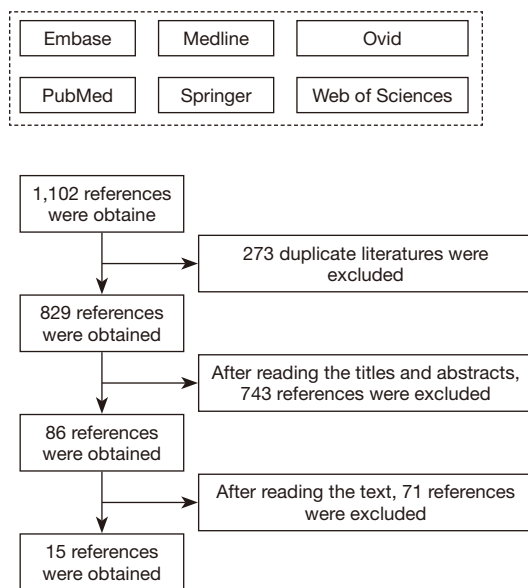 Embase
Medline
Ovid
PubMed
Springer
Web of Sciences
1,102 references
were obtaine
273 duplicate literatures were
excluded
829 references
were obtained
After reading the titles and abstracts,
743 references were excluded
86 references
were obtained
After reading the text, 71 references
were excluded
15 references
were obtained